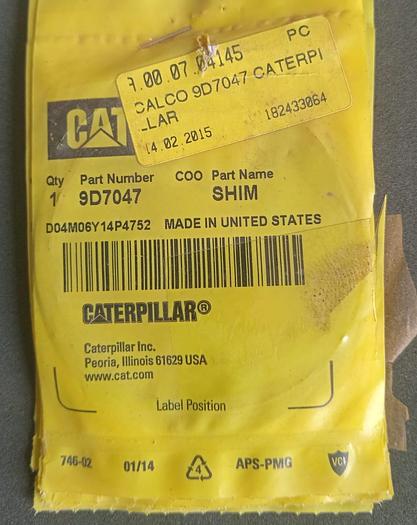 A.00.07.04145 PC
CALCO 9D7047 CATERPI
LLAR
14.02.2015 182433064
CAT
Qty Part Number COO Part Name
1 9D7047 SHIM
D04M06Y14P4752 MADE IN UNITED STATES
CATERPILLAR®
Caterpillar Inc.
Peoria, Illinois 61629 USA
www.cat.com
Label Position
746-02 01/14 4 APS-PMG VCI